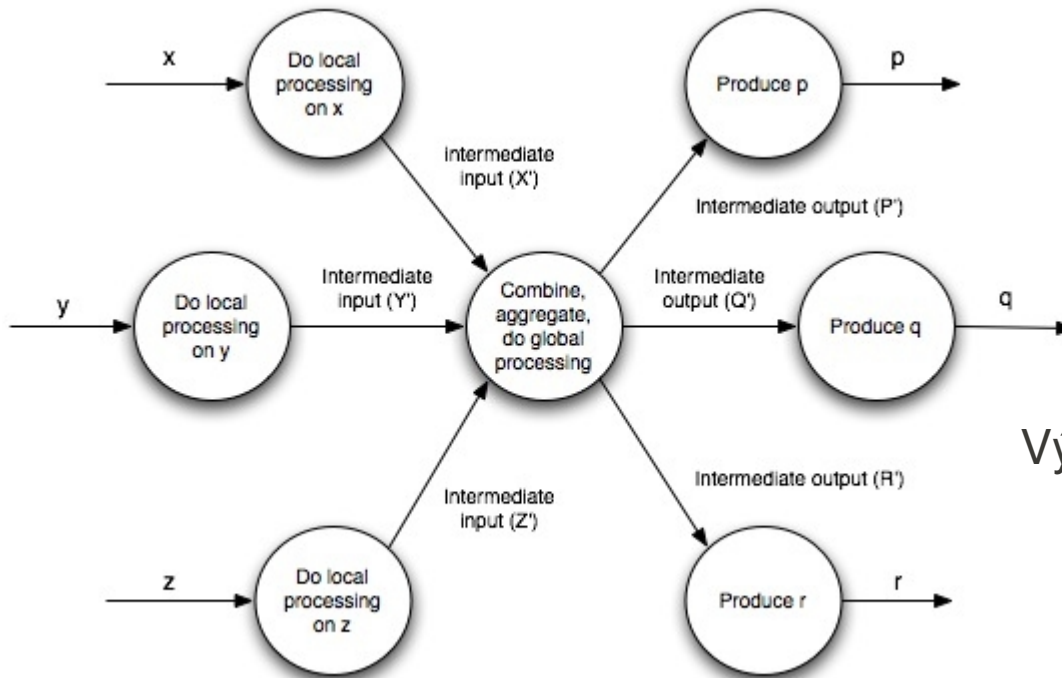 x
Do local
processing
on x
Produce p
p
intermediate
input (X')
Intermediate output (P')
y
Do local
processing
on y
Intermediate
input (Y')
Combine,
aggregate,
do global
processing
Intermediate
output (Q')
Produce q
q
Intermediate
input (Z')
Intermediate output (R')
z
Do local
processing
on z
Produce r
r